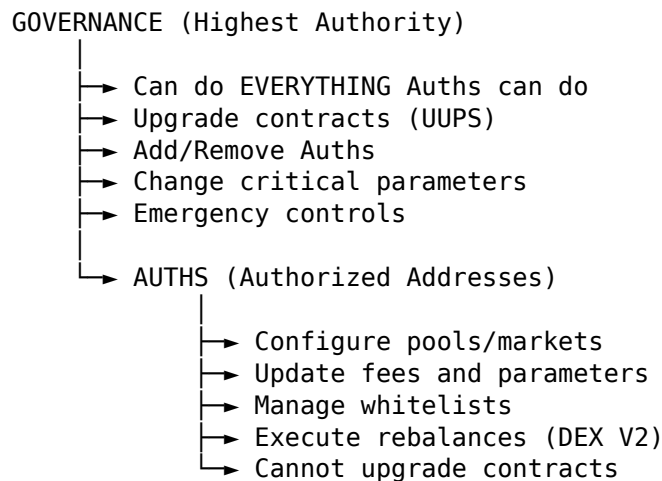 GOVERNANCE (Highest Authority)
Can do EVERYTHING Auths can do
Upgrade contracts (UUPS)
Add/Remove Auths
Change critical parameters
Emergency controls
AUTHS (Authorized Addresses)
Configure pools/markets
Update fees and parameters
Manage whitelists
Execute rebalances (DEX V2)
Cannot upgrade contracts